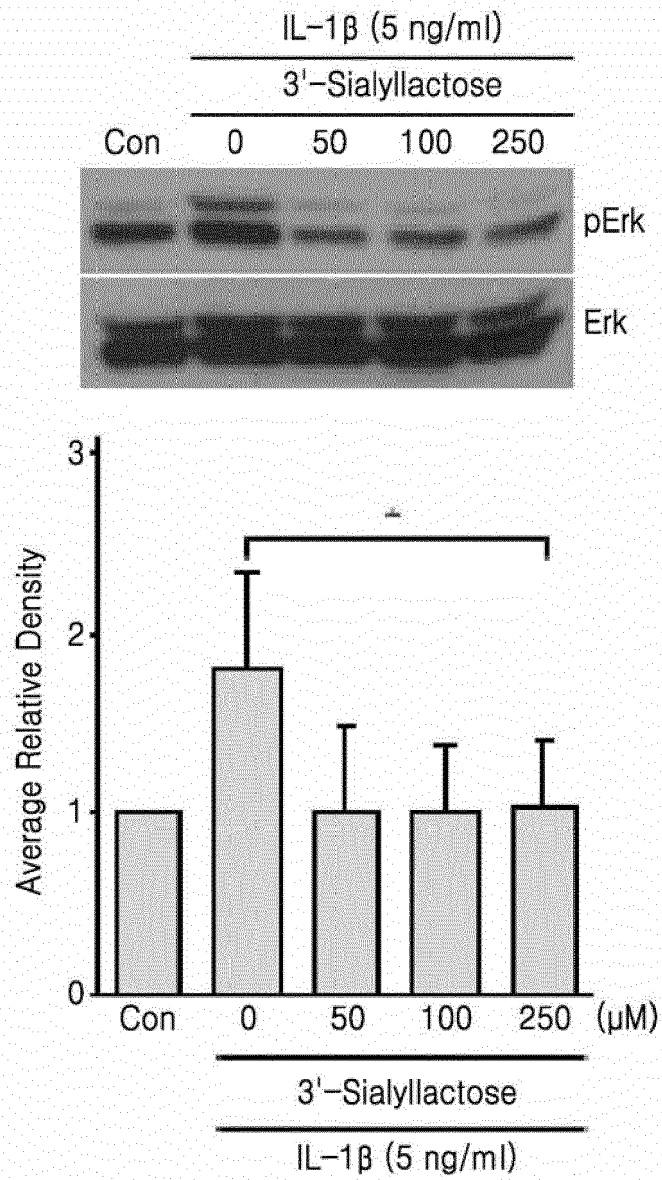 IL-1β (5 ng/ml)
3'-Sialyllactose
Con 0 50 100 250
pErk
Erk
3
2
1
0
Average Relative Density
Con 0 50 100 250 (μM)
3'-Sialyllactose
IL-1β (5 ng/ml)